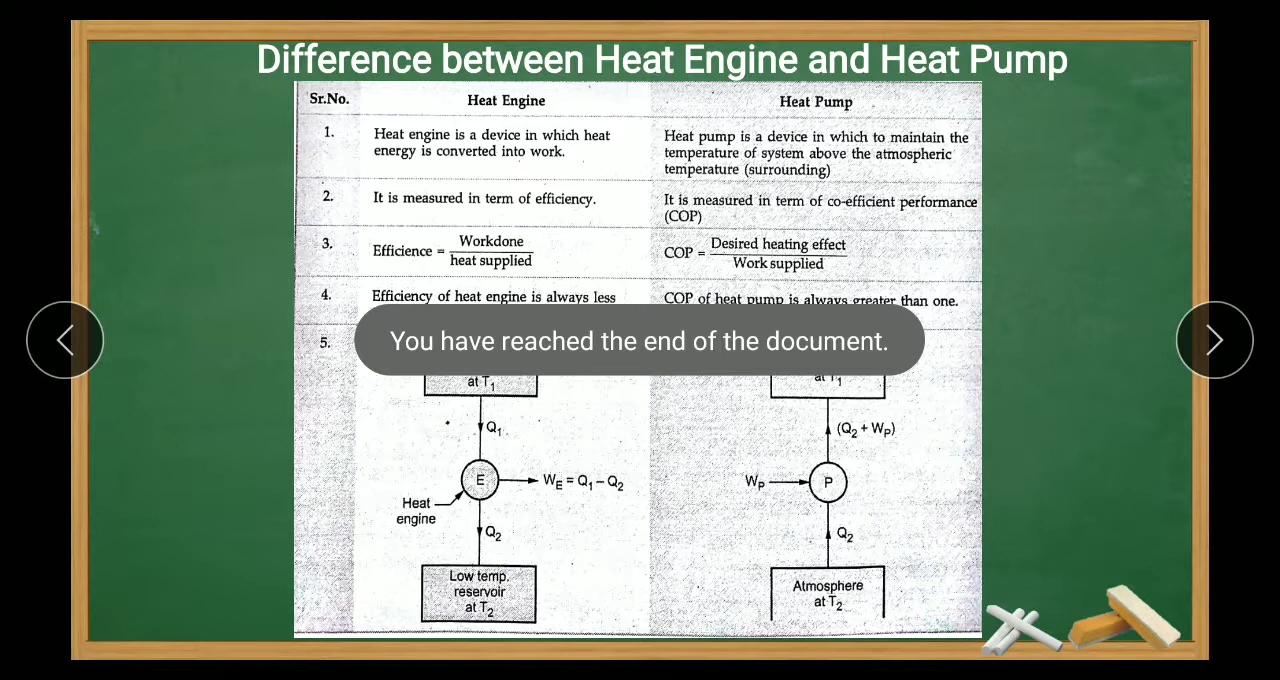 Difference between Heat Engine and Heat Pump
Sr.No. Heat Engine Heat Pump
1. Heat engine is a device in which heat
energy is converted into work.
Heat pump is a device in which to maintain the
temperature of system above the atmospheric
temperature (surrounding)
2. It is measured in term of efficiency.
It is measured in term of co-efficient performance
(COP)
3. Efficience = Workdone
heat supplied
COP = Desired heating effect
Work supplied
4. Efficiency of heat engine is always less
COP of heat pump is always greater than one.
You have reached the end of the document.
5.
at T1
Q1
E
WE = Q1 – Q2
Heat
engine
Q2
Low temp.
reservoir
at T2
at T1
(Q2 + WP)
WP
P
Q2
Atmosphere
at T2